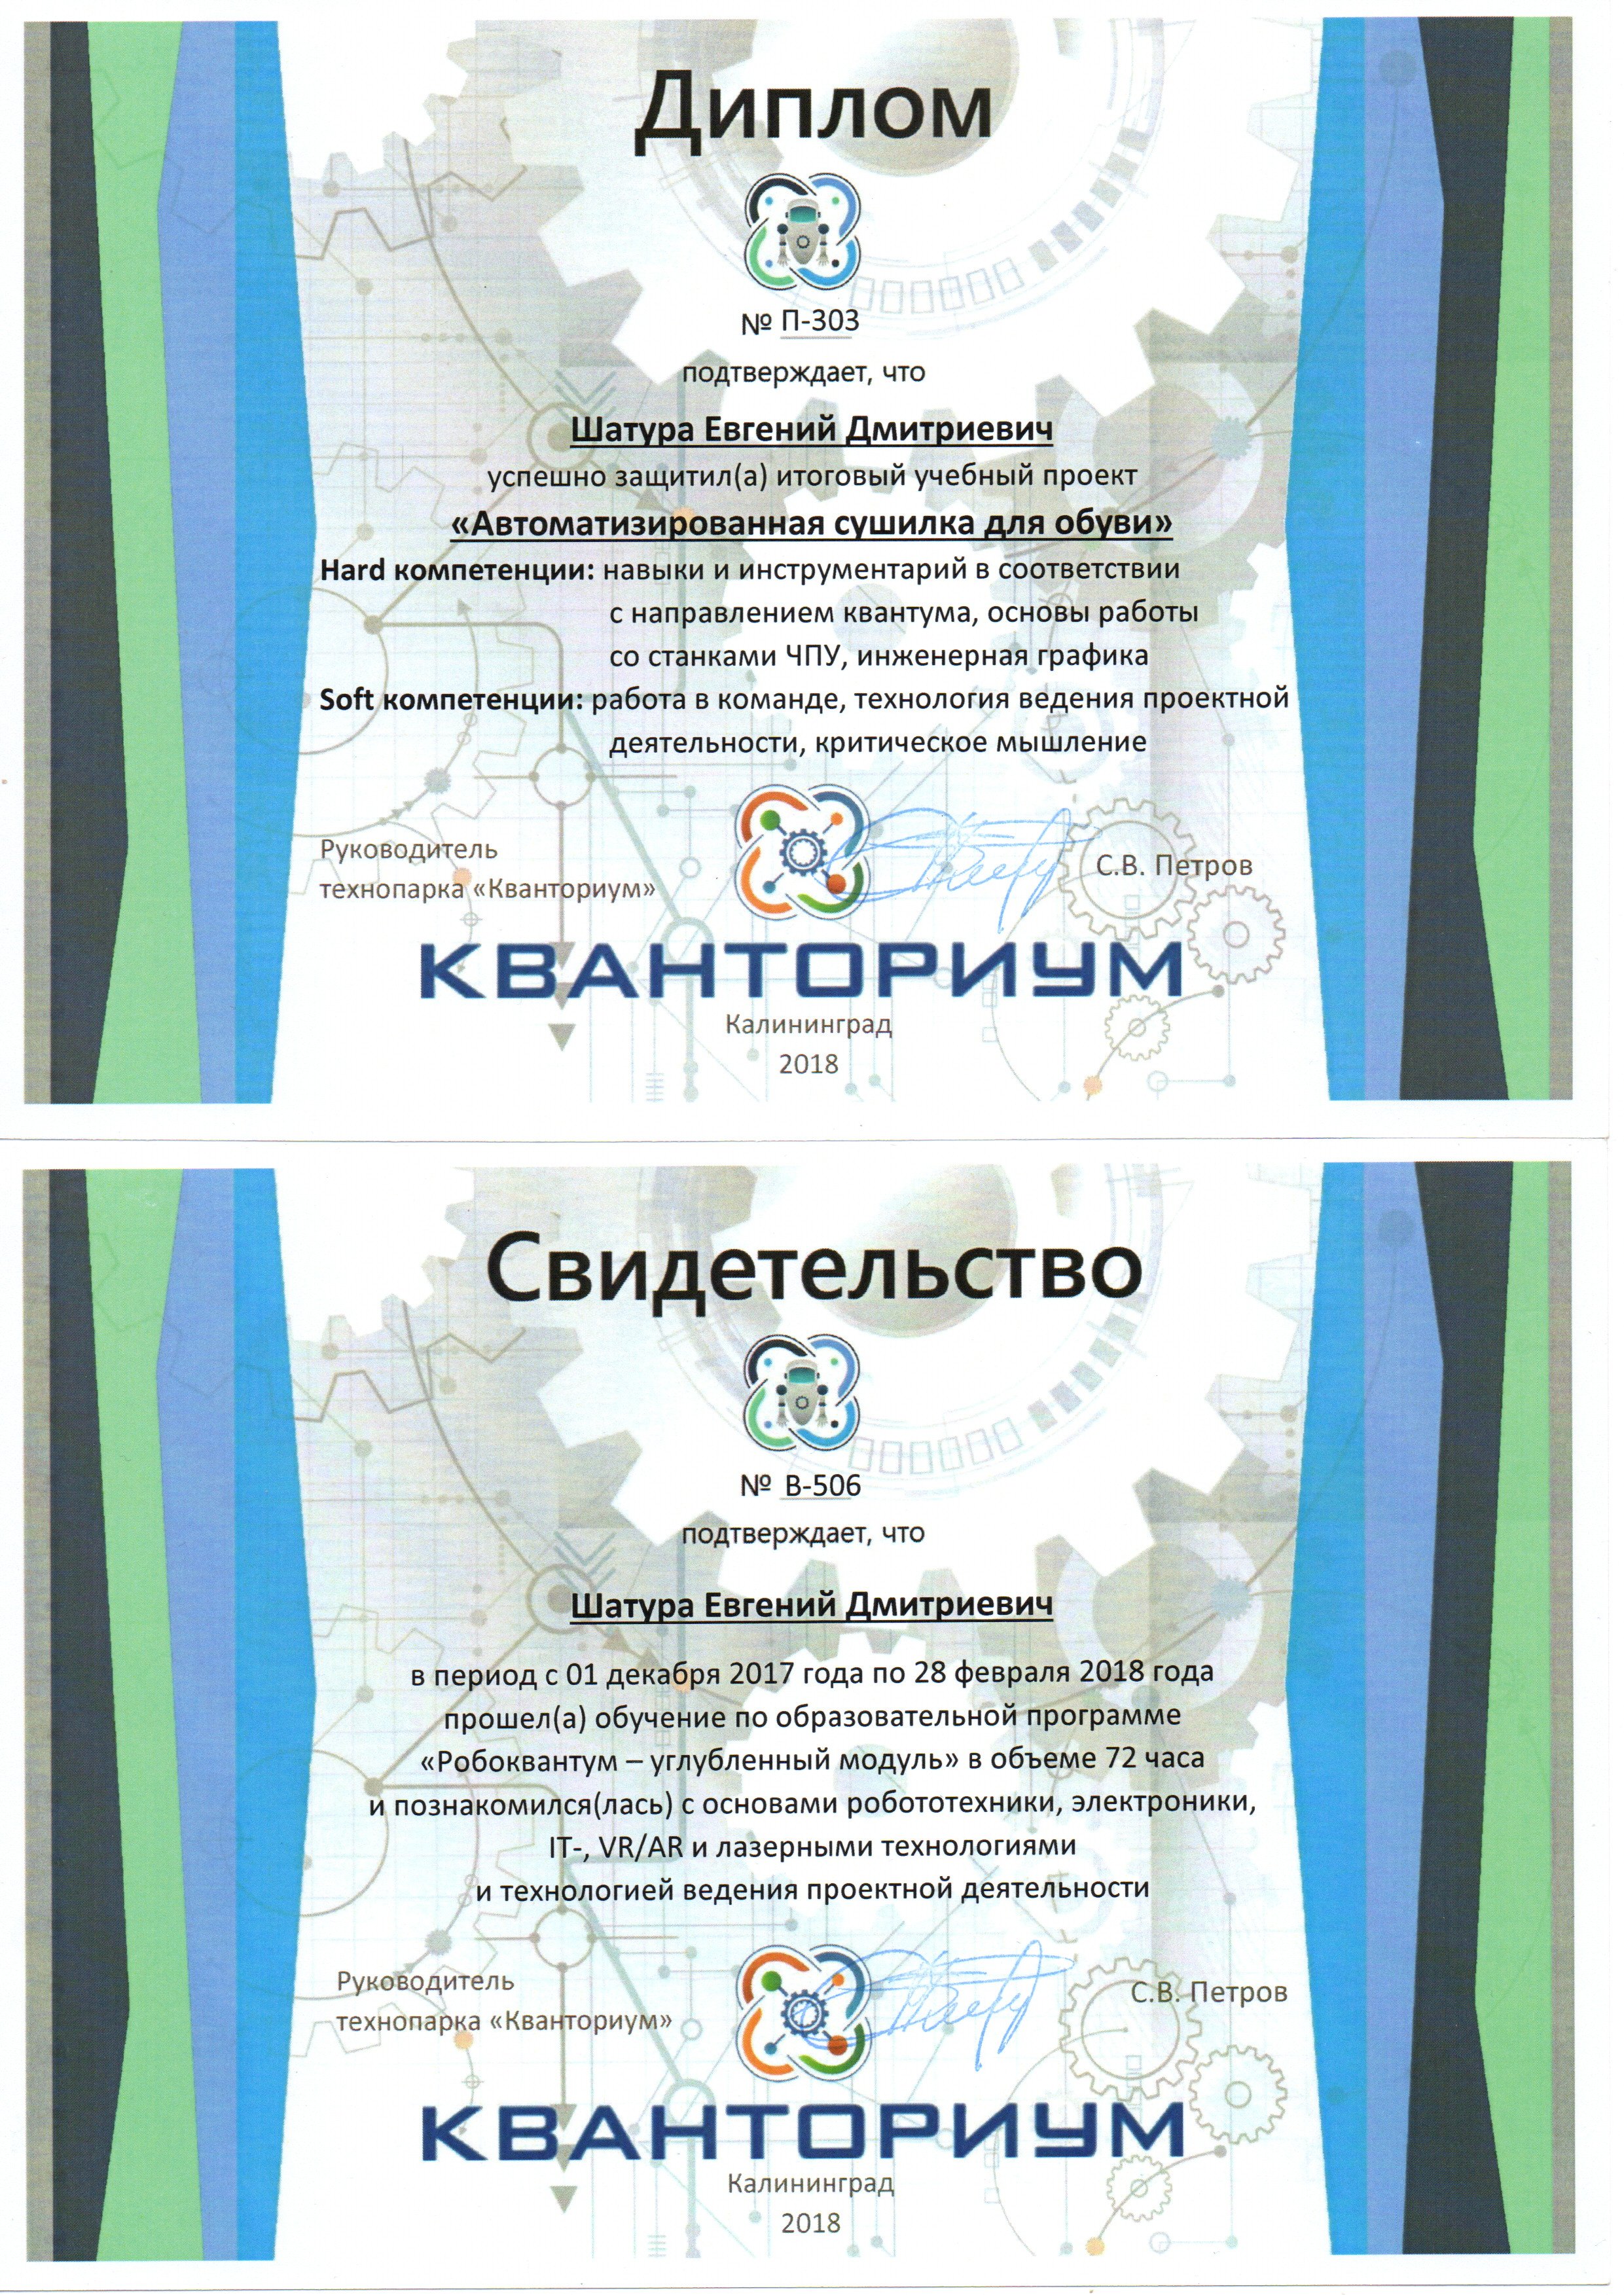 Диплом
№ П-303
подтверждает, что
Шатура Евгений Дмитриевич
успешно защитил(а) итоговый учебный проект
«Автоматизированная сушилка для обуви»
Hard компетенции: навыки и инструментарий в соответствии
с направлением квантума, основы работы
со станками ЧПУ, инженерная графика
Soft компетенции: работа в команде, технология ведения проектной
деятельности, критическое мышление
Руководитель
технопарка «Кванториум»
С.В. Петров
КВАНТОРИУМ
Калининград
2018
Свидетельство
№ В-506
подтверждает, что
Шатура Евгений Дмитриевич
в период с 01 декабря 2017 года по 28 февраля 2018 года
прошел(а) обучение по образовательной программе
«Робоквантум – углубленный модуль» в объеме 72 часа
и познакомился(лась) с основами робототехники, электроники,
IT-, VR/AR и лазерными технологиями
и технологией ведения проектной деятельности
Руководитель
технопарка «Кванториум»
С.В. Петров
КВАНТОРИУМ
Калининград
2018